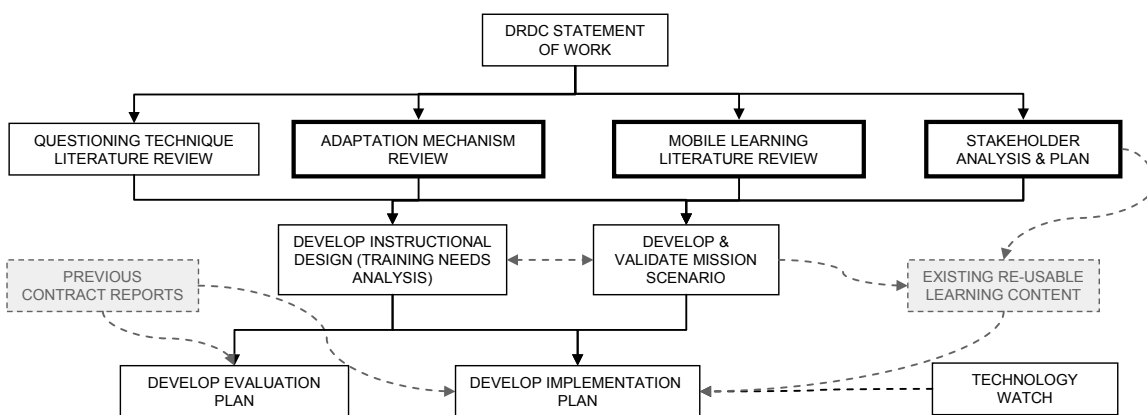 DRDC STATEMENT
OF WORK
QUESTIONING TECHNIQUE
LITERATURE REVIEW
ADAPTATION MECHANISM
REVIEW
MOBILE LEARNING
LITERATURE REVIEW
STAKEHOLDER
ANALYSIS & PLAN
DEVELOP INSTRUCTIONAL
DESIGN (TRAINING NEEDS
ANALYSIS)
DEVELOP &
VALIDATE MISSION
SCENARIO
PREVIOUS
CONTRACT REPORTS
EXISTING RE-USABLE
LEARNING CONTENT
DEVELOP EVALUATION
PLAN
DEVELOP IMPLEMENTATION
PLAN
TECHNOLOGY
WATCH